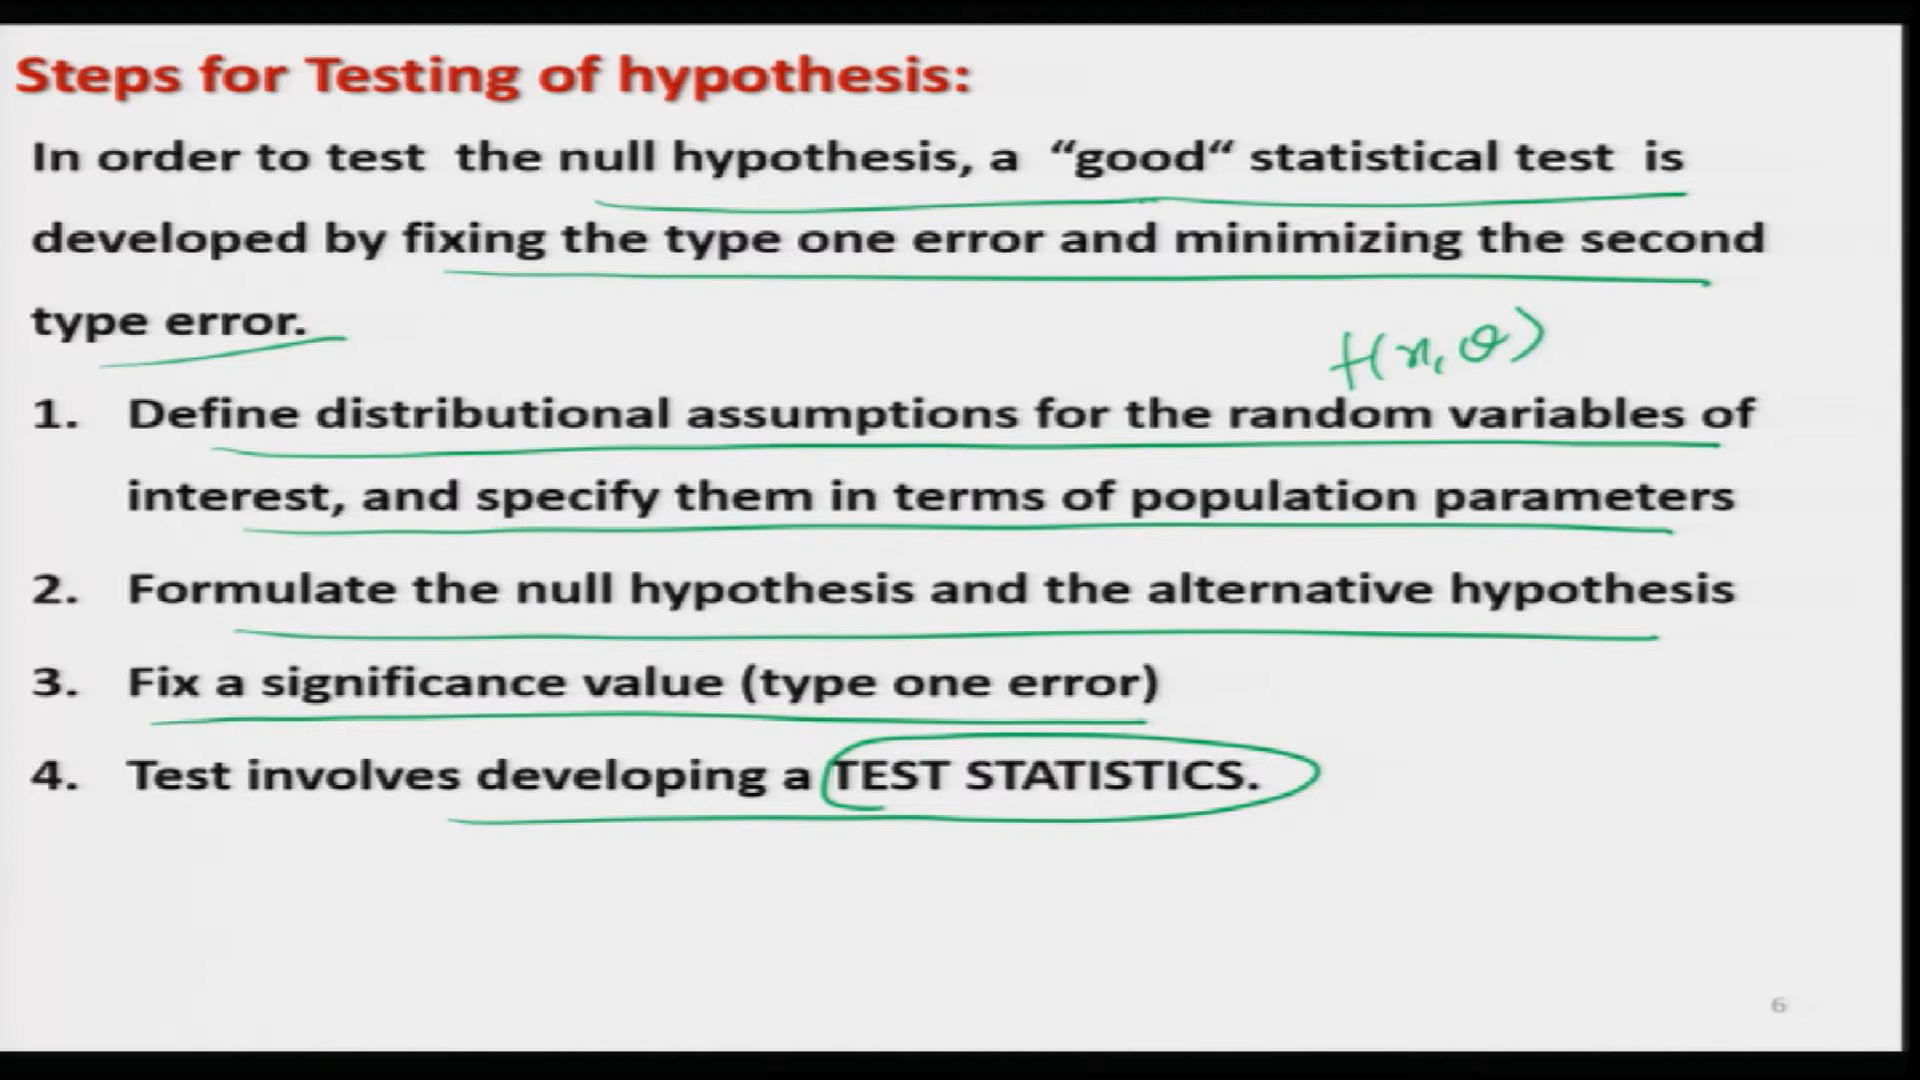 Steps for Testing of hypothesis:
In order to test the null hypothesis, a “good“ statistical test is
developed by fixing the type one error and minimizing the second
type error.
f(x, θ)
1. Define distributional assumptions for the random variables of
interest, and specify them in terms of population parameters
2. Formulate the null hypothesis and the alternative hypothesis
3. Fix a significance value (type one error)
4. Test involves developing a TEST STATISTICS.
6